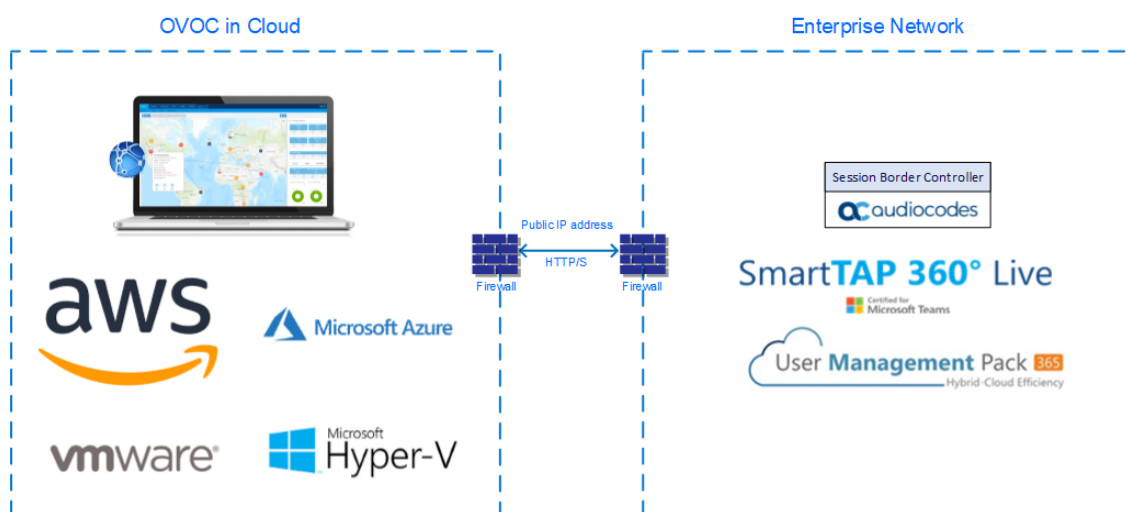 OVOC in Cloud
Enterprise Network
Session Border Controller
audiocodes
Public IP address
HTTP/S
Firewall
Firewall
SmartTAP 360° Live
Certified for
Microsoft Teams
aws
Microsoft Azure
User Management Pack 365
Hybrid-Cloud Efficiency
vmware®
Microsoft
Hyper-V